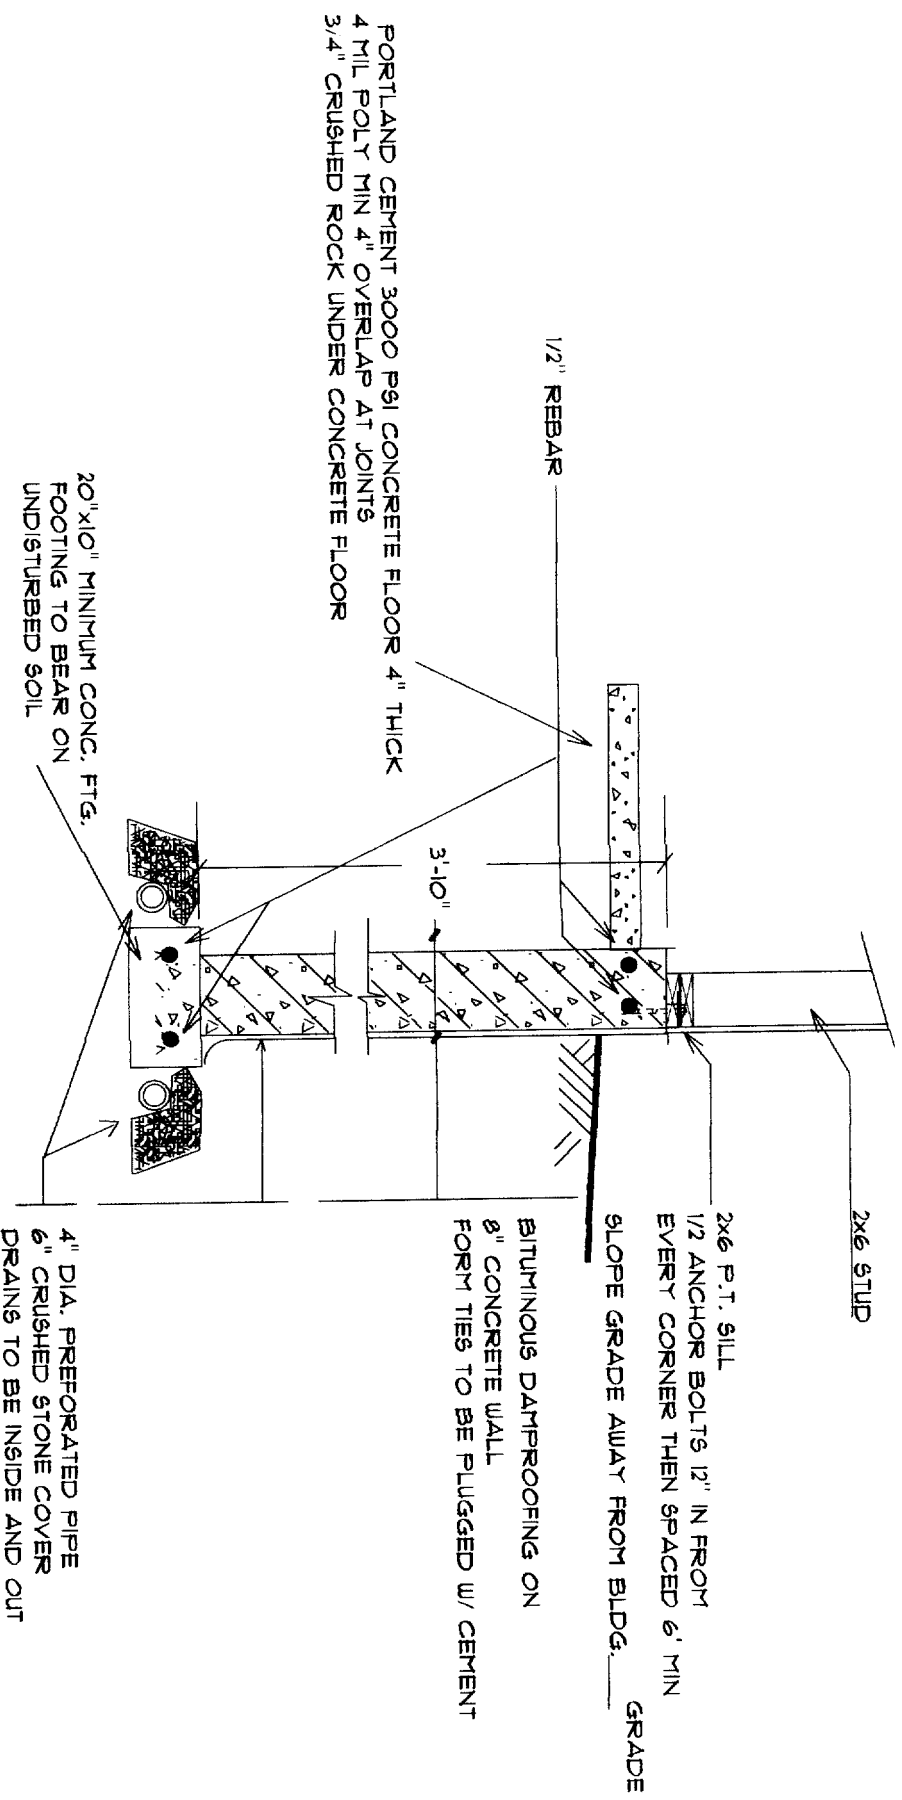 PORTLAND CEMENT 3000 PSI CONCRETE FLOOR 4" THICK
4 MIL POLY MIN 4" OVERLAP AT JOINTS
3/4" CRUSHED ROCK UNDER CONCRETE FLOOR
1/2" REBAR
20"x10" MINIMUM CONC. FTG.
FOOTING TO BEAR ON
UNDISTURBED SOIL
3'-10"
2x6 STUD
2x6 P.T. SILL
1/2 ANCHOR BOLTS 12" IN FROM
EVERY CORNER THEN SPACED 6' MIN
GRADE
SLOPE GRADE AWAY FROM BLDG.
BITUMINOUS DAMPROOFING ON
8" CONCRETE WALL
FORM TIES TO BE PLUGGED W/ CEMENT
4" DIA. PREFORATED PIPE
6" CRUSHED STONE COVER
DRAINS TO BE INSIDE AND OUT